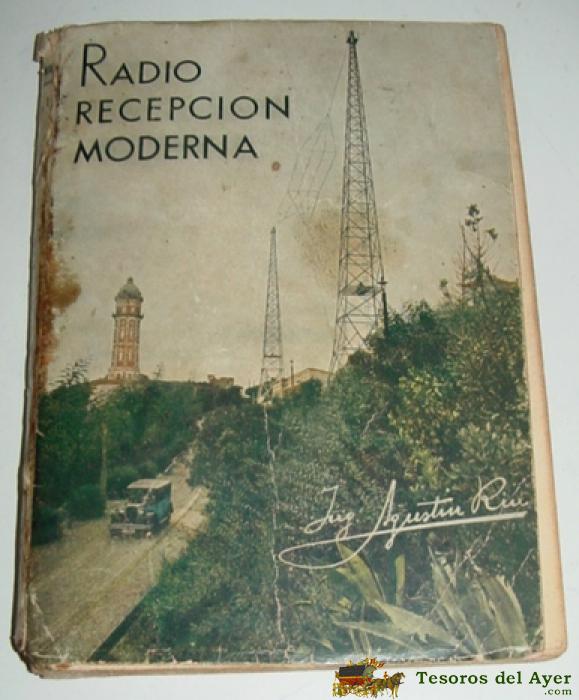 RADIO
RECEPCION
MODERNA
Ing Agustin Riu
Tesoros del Ayer
.com